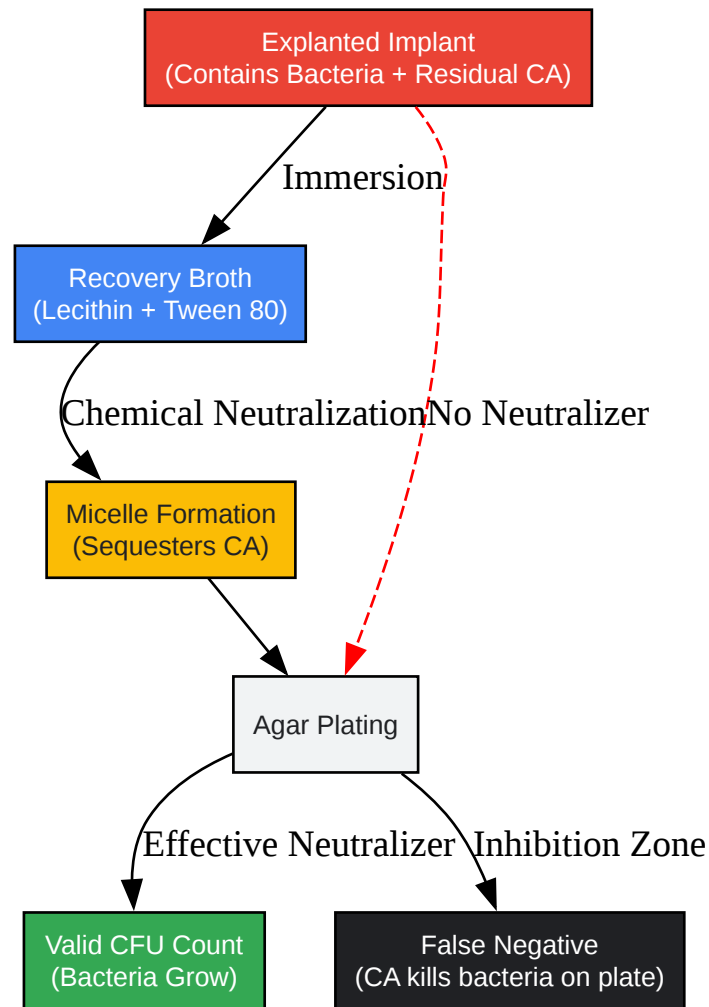 Explanted Implant
(Contains Bacteria + Residual CA)
Immersion
Recovery Broth
(Lecithin + Tween 80)
Chemical Neutralization
No Neutralizer
Micelle Formation
(Sequesters CA)
Agar Plating
Effective Neutralizer
Inhibition Zone
Valid CFU Count
(Bacteria Grow)
False Negative
(CA kills bacteria on plate)